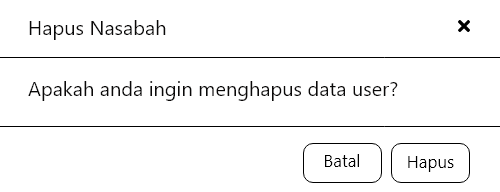 Hapus Nasabah
Apakah anda ingin menghapus data user?
Batal
Hapus